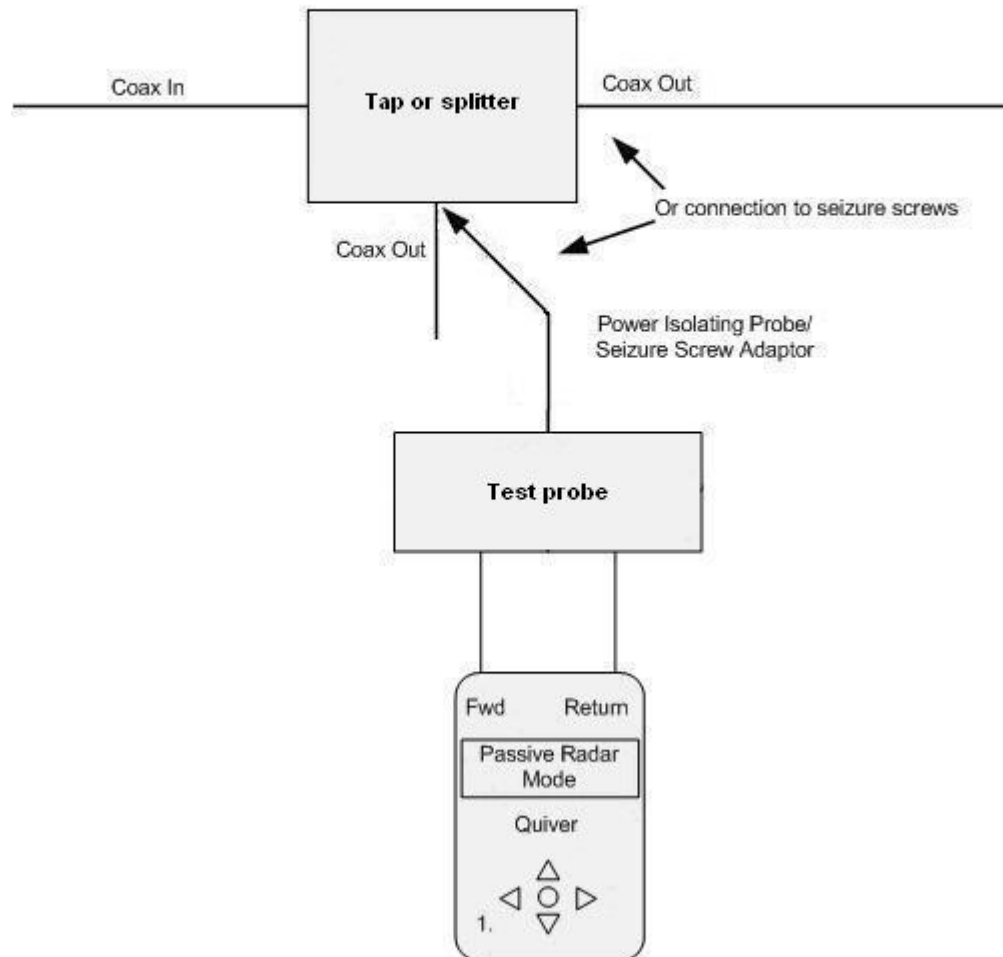 Coax In
Tap or splitter
Coax Out
Or connection to seizure screws
Coax Out
Power Isolating Probe/
Seizure Screw Adaptor
Test probe
Fwd
Return
Passive Radar
Mode
Quiver
1.